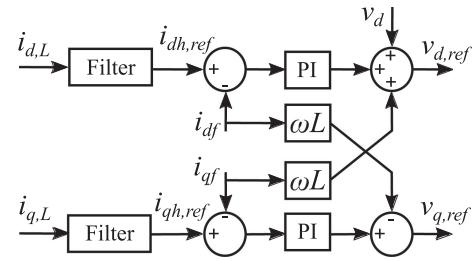 v_d
i_{d,L} Filter i_{dh,ref} + - PI + + + v_{d,ref}
i_{df} ωL
i_{qf} ωL
i_{q,L} Filter i_{qh,ref} + - PI + - v_{q,ref}